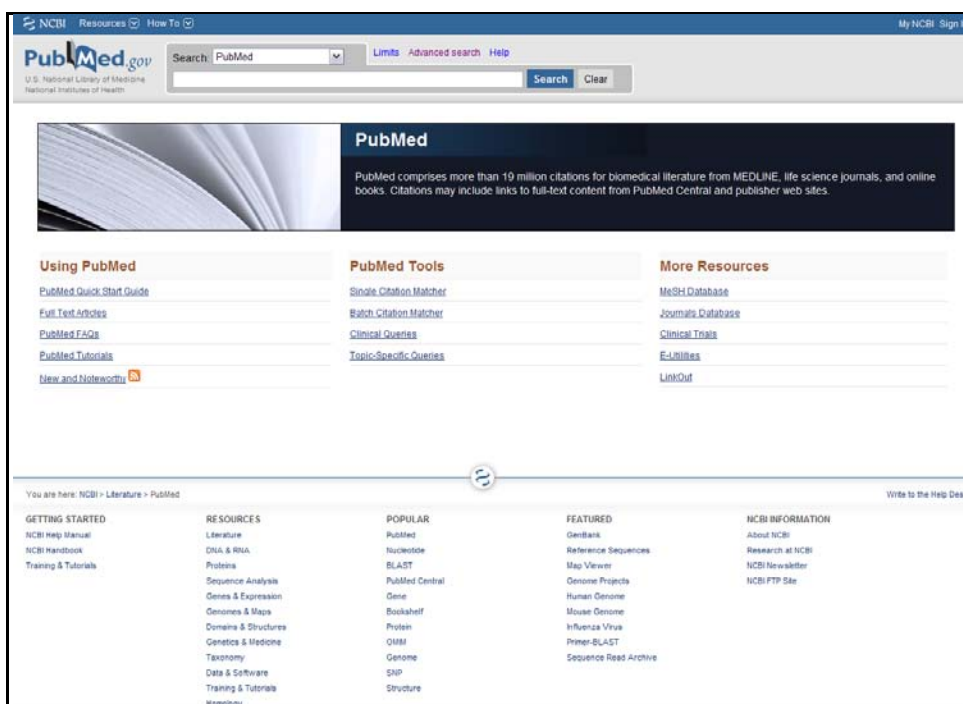 NCBI Resources How To My NCBI Sign I
PubMed.gov
U.S. National Library of Medicine
National Institutes of Health
Search: PubMed
Limits Advanced search Help
Search Clear
PubMed
PubMed comprises more than 19 million citations for biomedical literature from MEDLINE, life science journals, and online
books. Citations may include links to full-text content from PubMed Central and publisher web sites.
Using PubMed
PubMed Quick Start Guide
Full Text Articles
PubMed FAQs
PubMed Tutorials
New and Noteworthy
PubMed Tools
Single Citation Matcher
Batch Citation Matcher
Clinical Queries
Topic-Specific Queries
More Resources
MeSH Database
Journals Database
Clinical Trials
E-Utilities
LinkOut
You are here: NCBI > Literature > PubMed
Write to the Help Des
GETTING STARTED
NCBI Help Manual
NCBI Handbook
Training & Tutorials
RESOURCES
Literature
DNA & RNA
Proteins
Sequence Analysis
Genes & Expression
Genomes & Maps
Domains & Structures
Genetics & Medicine
Taxonomy
Data & Software
Training & Tutorials
Homology
POPULAR
PubMed
Nucleotide
BLAST
PubMed Central
Gene
Bookshelf
Protein
OMIM
Genome
SNP
Structure
FEATURED
GenBank
Reference Sequences
Map Viewer
Genome Projects
Human Genome
Mouse Genome
Influenza Virus
Primer-BLAST
Sequence Read Archive
NCBI INFORMATION
About NCBI
Research at NCBI
NCBI Newsletter
NCBI FTP Site